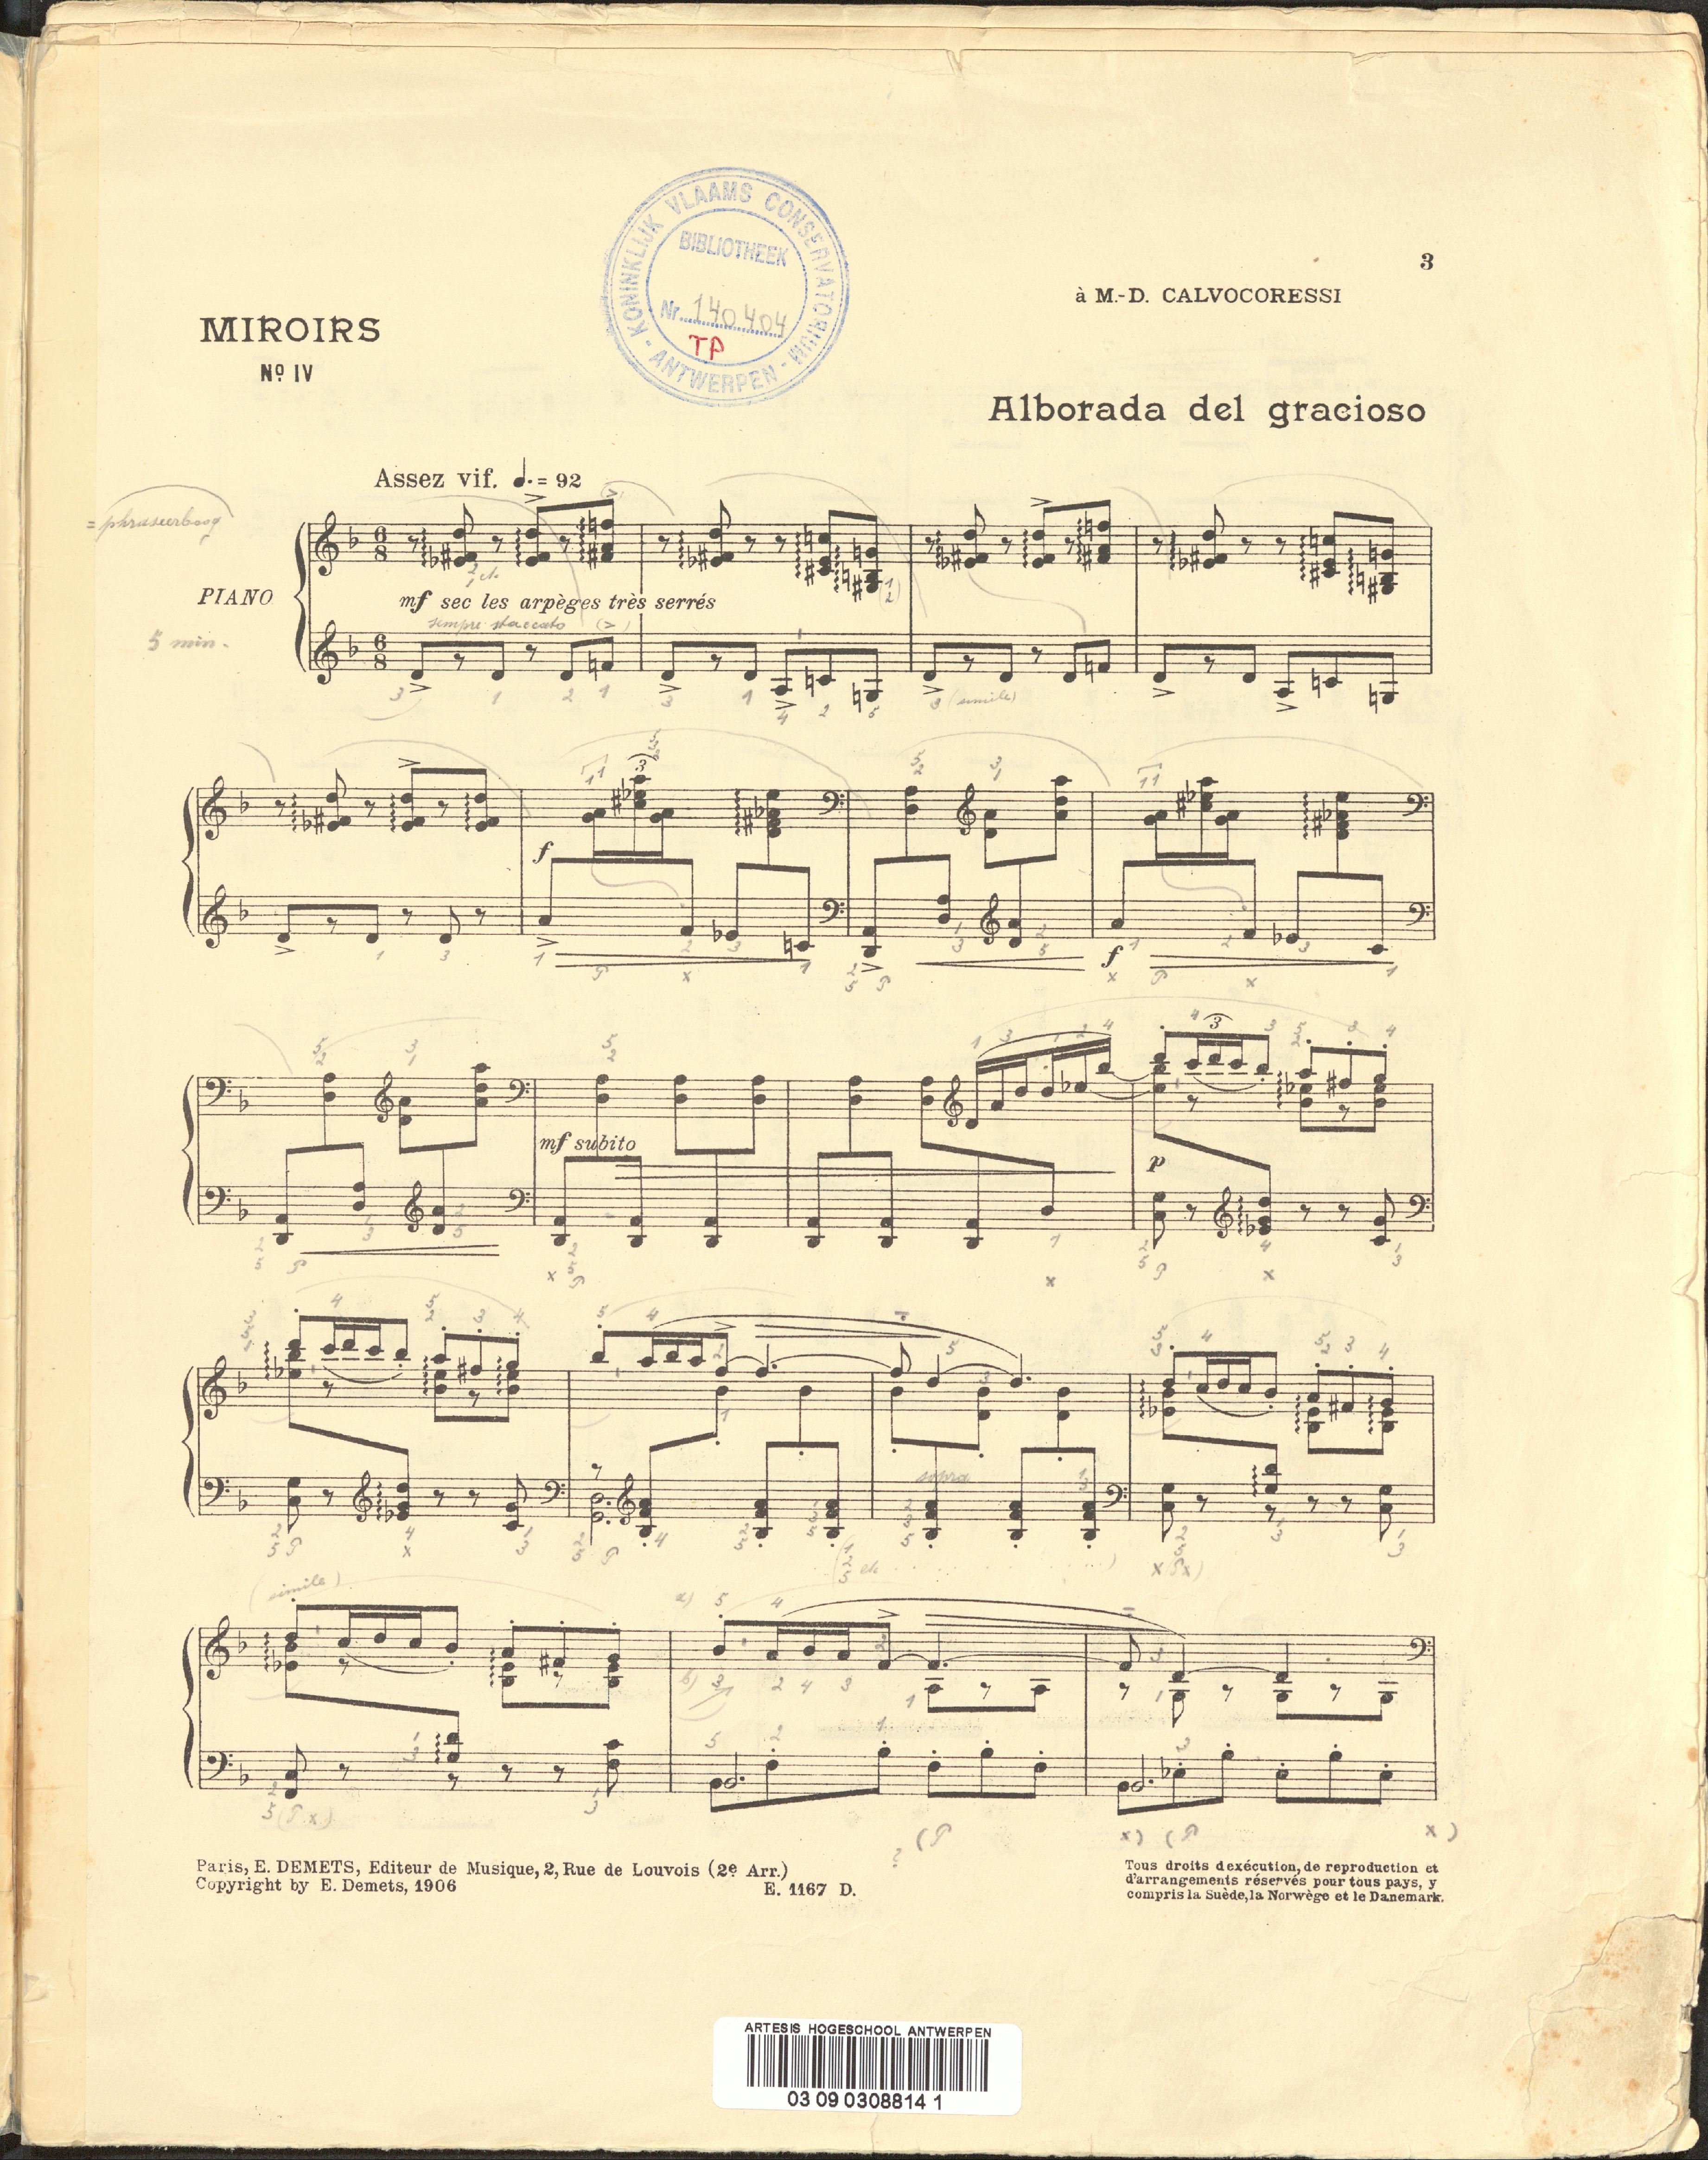 KONINKLIJK VLAAMS CONSERVATORIUM - ANTWERPEN -
BIBLIOTHEEK
Nr. 140404
TP
3
à M.-D. CALVOCORESSI
MIROIRS
Nº IV
Alborada del gracioso
Assez vif. ♩. = 92
= phraseerboog
PIANO
mf sec les arpèges très serrés
sempre staccato
5 min.
(simile)
f
f
mf subito
p
sopra
(simile)
Paris, E. DEMETS, Editeur de Musique, 2, Rue de Louvois (2e Arr.)
Copyright by E. Demets, 1906
E. 1167 D.
Tous droits d'exécution, de reproduction et
d'arrangements réservés pour tous pays, y
compris la Suède, la Norwège et le Danemark.
ARTESIS HOGESCHOOL ANTWERPEN
03 09 0308814 1